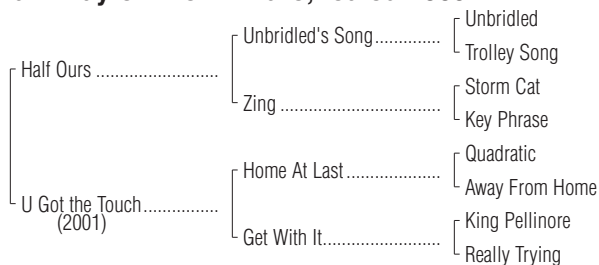 Unbridled
Unbridled's Song..............
Trolley Song
Half Ours ..........................
Storm Cat
Zing ..................................
Key Phrase
Quadratic
Home At Last....................
Away From Home
U Got the Touch................
(2001)
King Pellinore
Get With It.........................
Really Trying